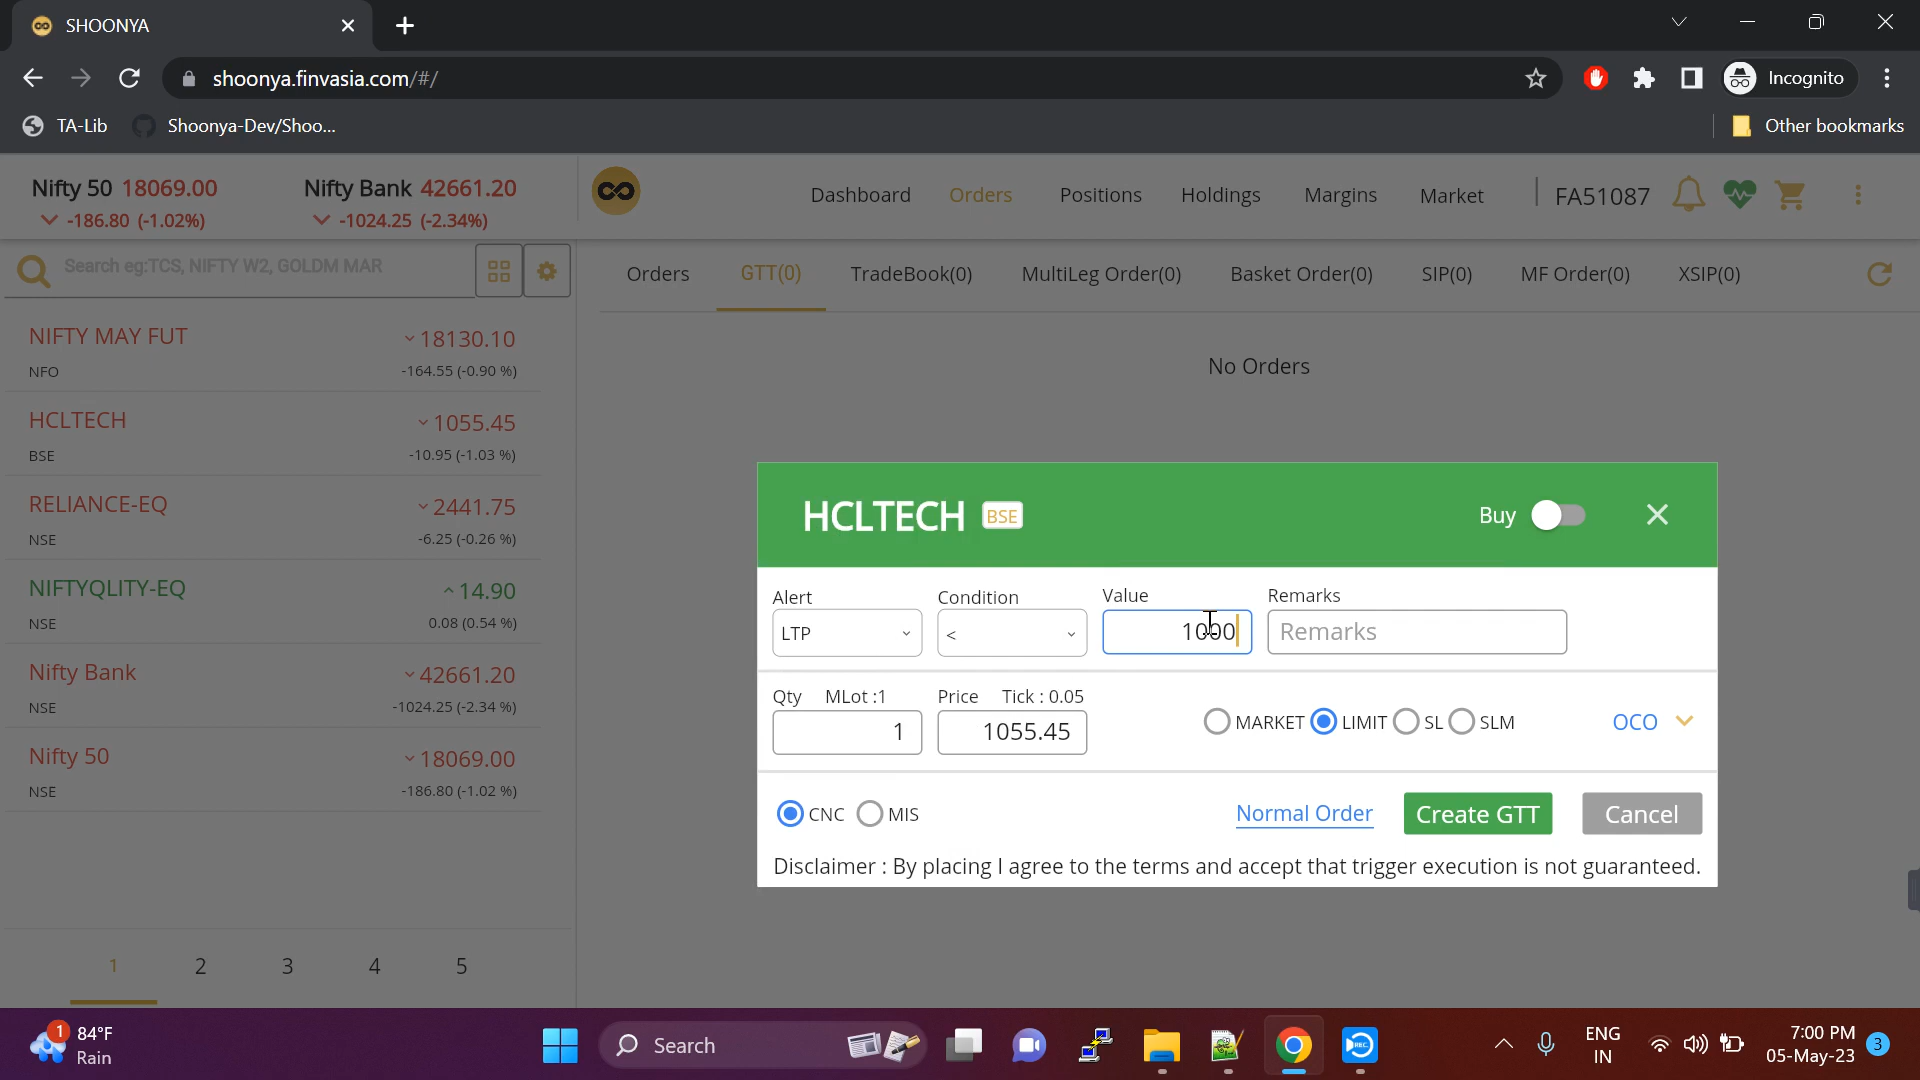 SHOONYA
shoonya.finvasia.com/#/
Incognito
TA-Lib Shoonya-Dev/Shoo... Other bookmarks
Nifty 50 18069.00 Nifty Bank 42661.20
-186.80 (-1.02%) -1024.25 (-2.34%)
Dashboard Orders Positions Holdings Margins Market FA51087
Search eg:TCS, NIFTY W2, GOLDM MAR
Orders GTT(0) TradeBook(0) MultiLeg Order(0) Basket Order(0) SIP(0) MF Order(0) XSIP(0)
NIFTY MAY FUT 18130.10
NFO -164.55 (-0.90 %)
No Orders
HCLTECH 1055.45
BSE -10.95 (-1.03 %)
RELIANCE-EQ 2441.75
NSE -6.25 (-0.26 %)
NIFTYQLITY-EQ 14.90
NSE 0.08 (0.54 %)
Nifty Bank 42661.20
NSE -1024.25 (-2.34 %)
Nifty 50 18069.00
NSE -186.80 (-1.02 %)
1 2 3 4 5
HCLTECH BSE Buy
Alert Condition Value Remarks
LTP < 1000 Remarks
Qty MLot :1 Price Tick : 0.05
1 1055.45 MARKET LIMIT SL SLM OCO
CNC MIS Normal Order Create GTT Cancel
Disclaimer : By placing I agree to the terms and accept that trigger execution is not guaranteed.
1 84°F
Rain
Search
REC
ENG
IN
7:00 PM
05-May-23
3